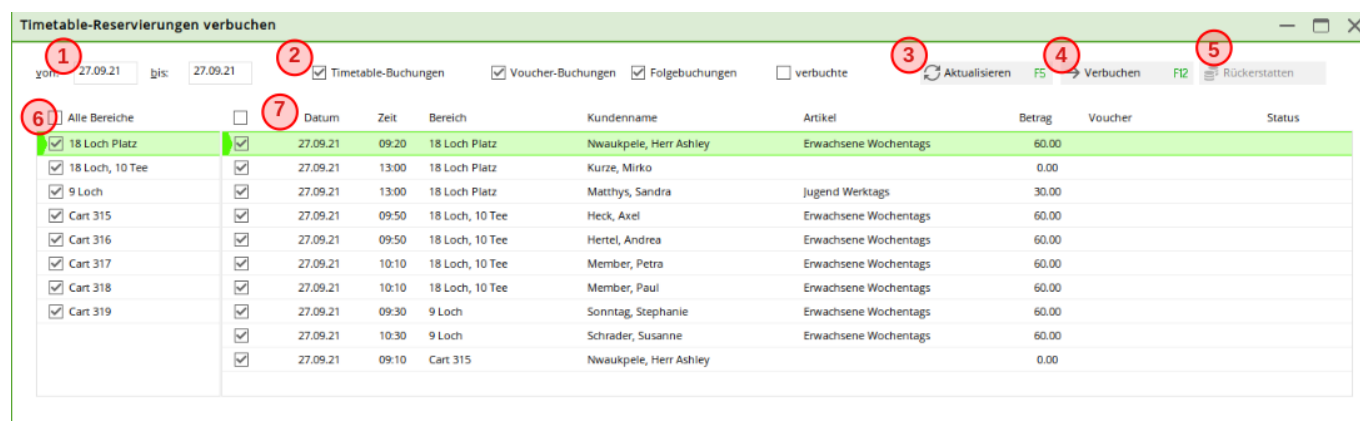 Timetable-Reservierungen verbuchen
1 2 3 4 5
von: 27.09.21 bis: 27.09.21 Timetable-Buchungen Voucher-Buchungen Folgebuchungen verbuchte Aktualisieren F5 Verbuchen F12 Rückerstatten
6 Alle Bereiche 7 Datum Zeit Bereich Kundenname Artikel Betrag Voucher Status
18 Loch Platz 27.09.21 09:20 18 Loch Platz Nwaukpele, Herr Ashley Erwachsene Wochentags 60.00
18 Loch, 10 Tee 27.09.21 13:00 18 Loch Platz Kurze, Mirko 0.00
9 Loch 27.09.21 13:00 18 Loch Platz Matthys, Sandra Jugend Werktags 30.00
Cart 315 27.09.21 09:50 18 Loch, 10 Tee Heck, Axel Erwachsene Wochentags 60.00
Cart 316 27.09.21 09:50 18 Loch, 10 Tee Hertel, Andrea Erwachsene Wochentags 60.00
Cart 317 27.09.21 10:10 18 Loch, 10 Tee Member, Petra Erwachsene Wochentags 60.00
Cart 318 27.09.21 10:10 18 Loch, 10 Tee Member, Paul Erwachsene Wochentags 60.00
Cart 319 27.09.21 09:30 9 Loch Sonntag, Stephanie Erwachsene Wochentags 60.00
27.09.21 10:30 9 Loch Schrader, Susanne Erwachsene Wochentags 60.00
27.09.21 09:10 Cart 315 Nwaukpele, Herr Ashley 0.00